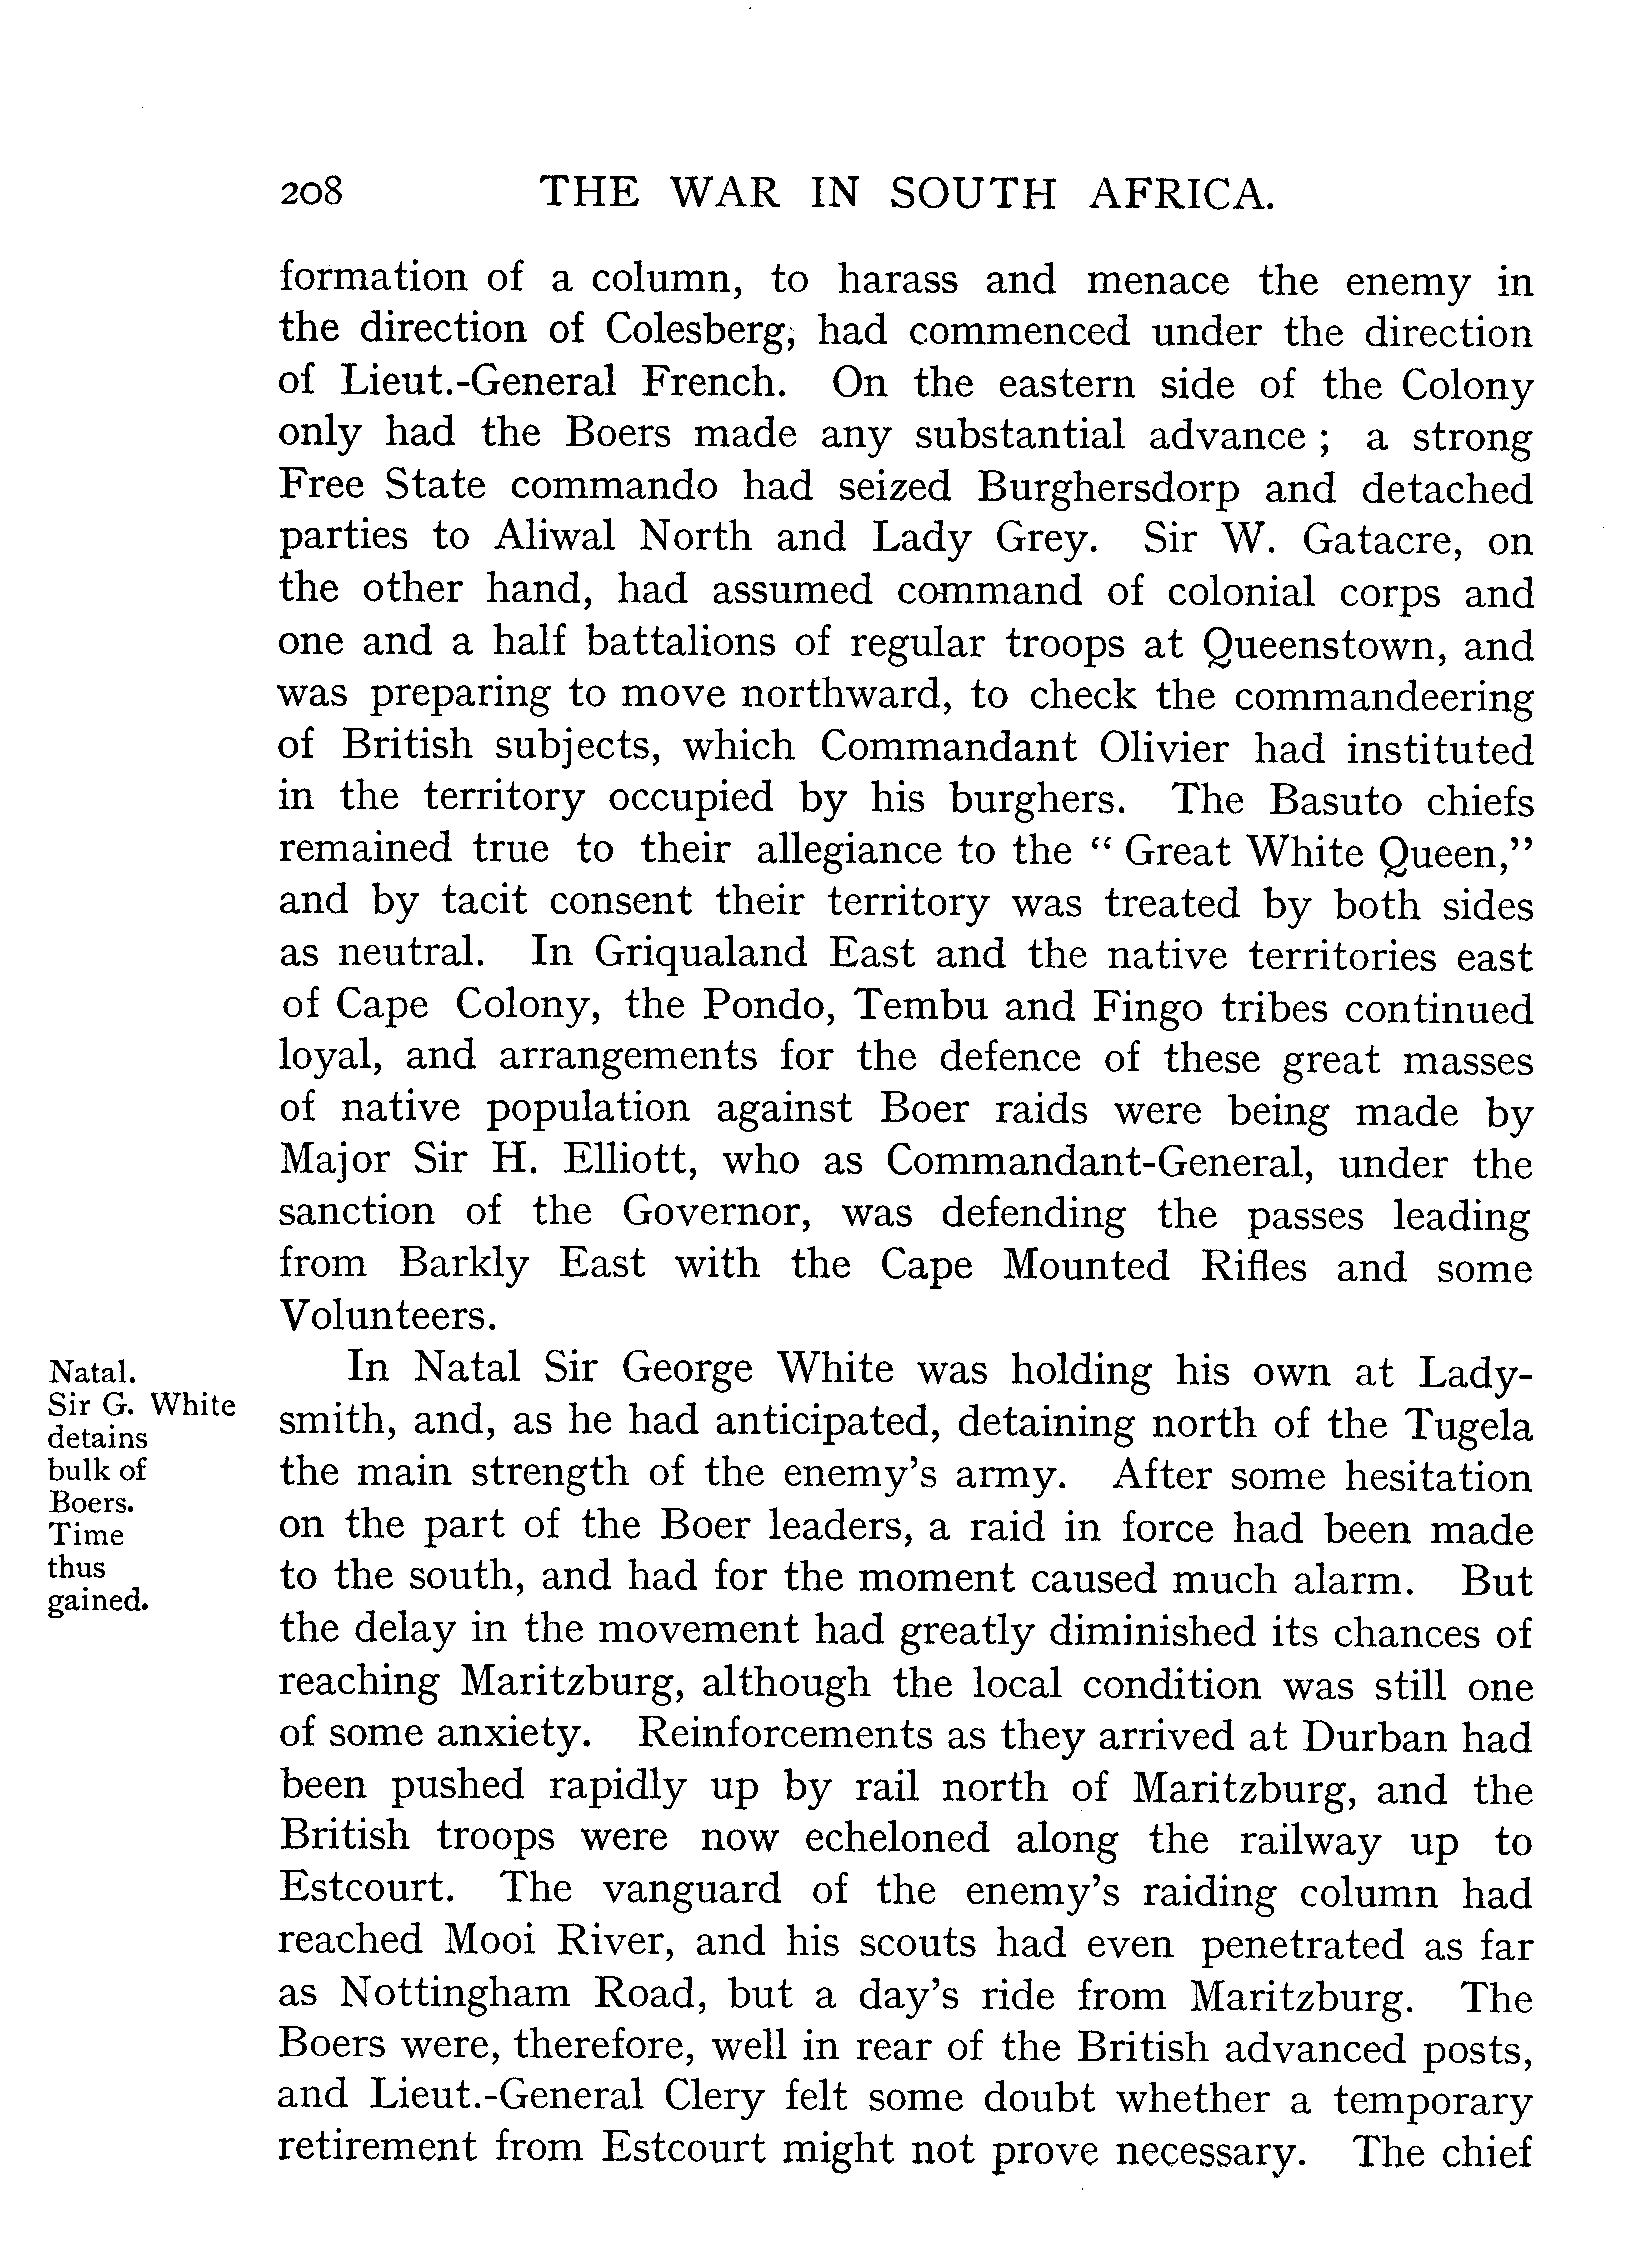 208 THE WAR IN SOUTH AFRICA.
formation of a column, to harass and menace the enemy in
the direction of Colesberg, had commenced under the direction
of Lieut.-General French. On the eastern side of the Colony
only had the Boers made any substantial advance ; a strong
Free State commando had seized Burghersdorp and detached
parties to Aliwal North and Lady Grey. Sir W. Gatacre, on
the other hand, had assumed command of colonial corps and
one and a half battalions of regular troops at Queenstown, and
was preparing to move northward, to check the commandeering
of British subjects, which Commandant Olivier had instituted
in the territory occupied by his burghers. The Basuto chiefs
remained true to their allegiance to the “ Great White Queen,”
and by tacit consent their territory was treated by both sides
as neutral. In Griqualand East and the native territories east
of Cape Colony, the Pondo, Tembu and Fingo tribes continued
loyal, and arrangements for the defence of these great masses
of native population against Boer raids were being made by
Major Sir H. Elliott, who as Commandant-General, under the
sanction of the Governor, was defending the passes leading
from Barkly East with the Cape Mounted Rifles and some
Volunteers.
Natal.
Sir G. White
detains
bulk of
Boers.
Time
thus
gained.
In Natal Sir George White was holding his own at Lady-
smith, and, as he had anticipated, detaining north of the Tugela
the main strength of the enemy's army. After some hesitation
on the part of the Boer leaders, a raid in force had been made
to the south, and had for the moment caused much alarm. But
the delay in the movement had greatly diminished its chances of
reaching Maritzburg, although the local condition was still one
of some anxiety. Reinforcements as they arrived at Durban had
been pushed rapidly up by rail north of Maritzburg, and the
British troops were now echeloned along the railway up to
Estcourt. The vanguard of the enemy's raiding column had
reached Mooi River, and his scouts had even penetrated as far
as Nottingham Road, but a day's ride from Maritzburg. The
Boers were, therefore, well in rear of the British advanced posts,
and Lieut.-General Clery felt some doubt whether a temporary
retirement from Estcourt might not prove necessary. The chief